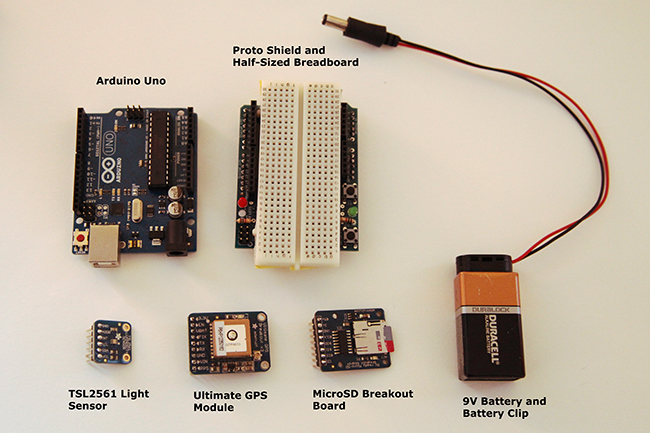 Proto Shield and
Half-Sized Breadboard
Arduino Uno
UNO
ARDUINO
DURALOCK
DURACELL
TSL2561 Light
Sensor
Ultimate GPS
Module
MicroSD Breakout
Board
9V Battery and
Battery Clip